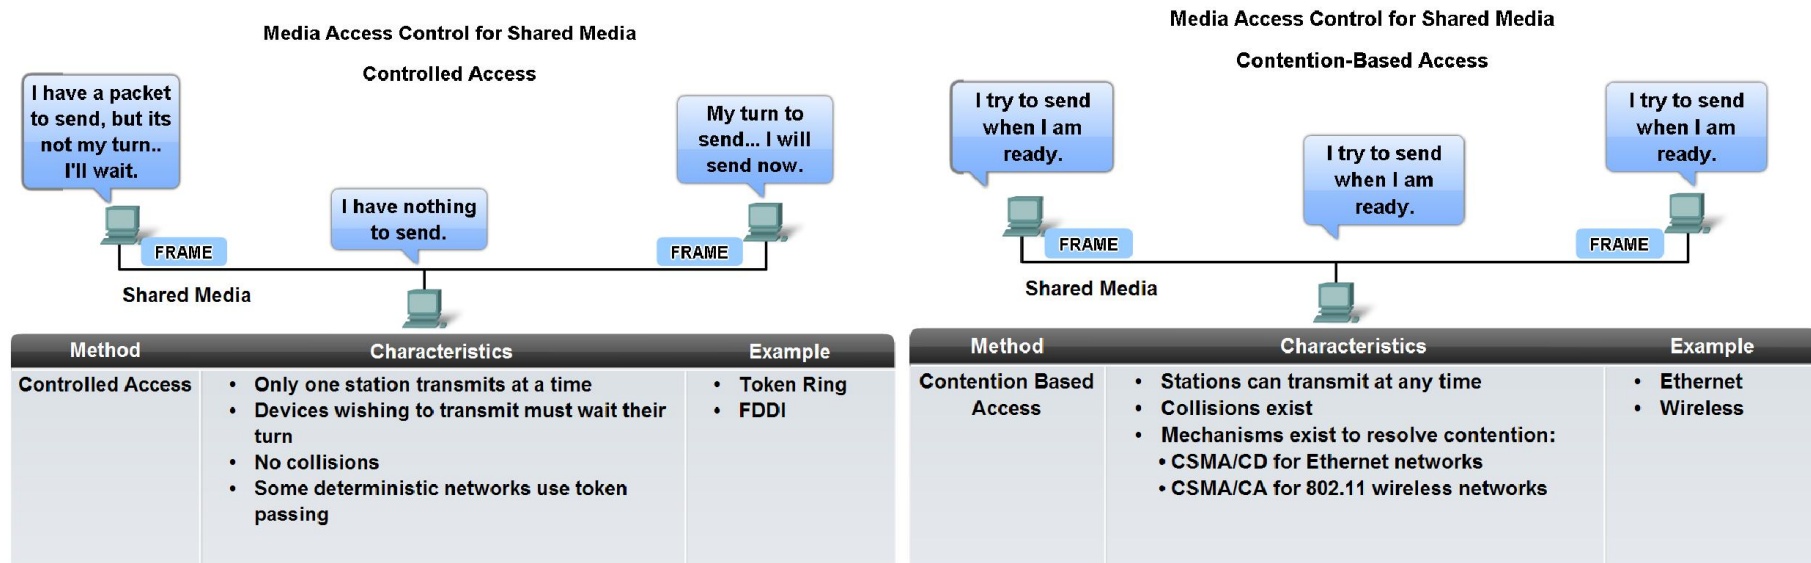 Media Access Control for Shared Media
Controlled Access
I have a packet
to send, but its
not my turn..
I'll wait.
I have nothing
to send.
My turn to
send... I will
send now.
FRAME
FRAME
Shared Media
Method
Characteristics
Example
Controlled Access
• Only one station transmits at a time
• Devices wishing to transmit must wait their
turn
• No collisions
• Some deterministic networks use token
passing
• Token Ring
• FDDI
Media Access Control for Shared Media
Contention-Based Access
I try to send
when I am
ready.
I try to send
when I am
ready.
I try to send
when I am
ready.
FRAME
FRAME
Shared Media
Method
Characteristics
Example
Contention Based
Access
• Stations can transmit at any time
• Collisions exist
• Mechanisms exist to resolve contention:
• CSMA/CD for Ethernet networks
• CSMA/CA for 802.11 wireless networks
• Ethernet
• Wireless